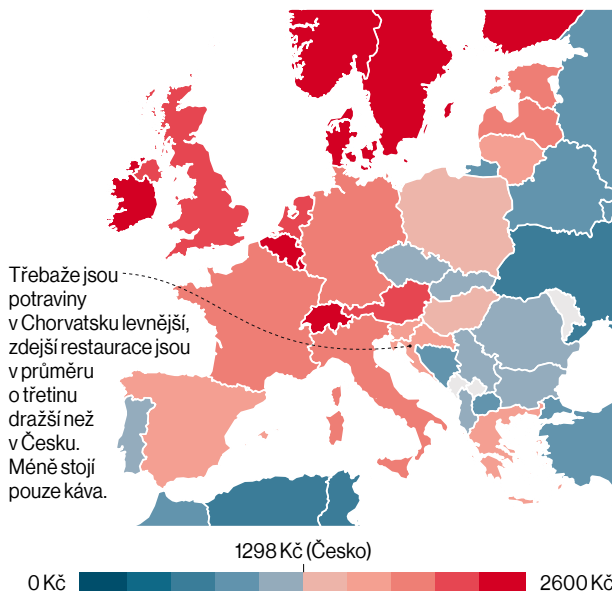 Třebaže jsou
potraviny
v Chorvatsku levnější,
zdejší restaurace jsou
v průměru
o třetinu
dražší než
v Česku.
Méně stojí
pouze káva.
1298 Kč (Česko)
0 Kč
2600 Kč